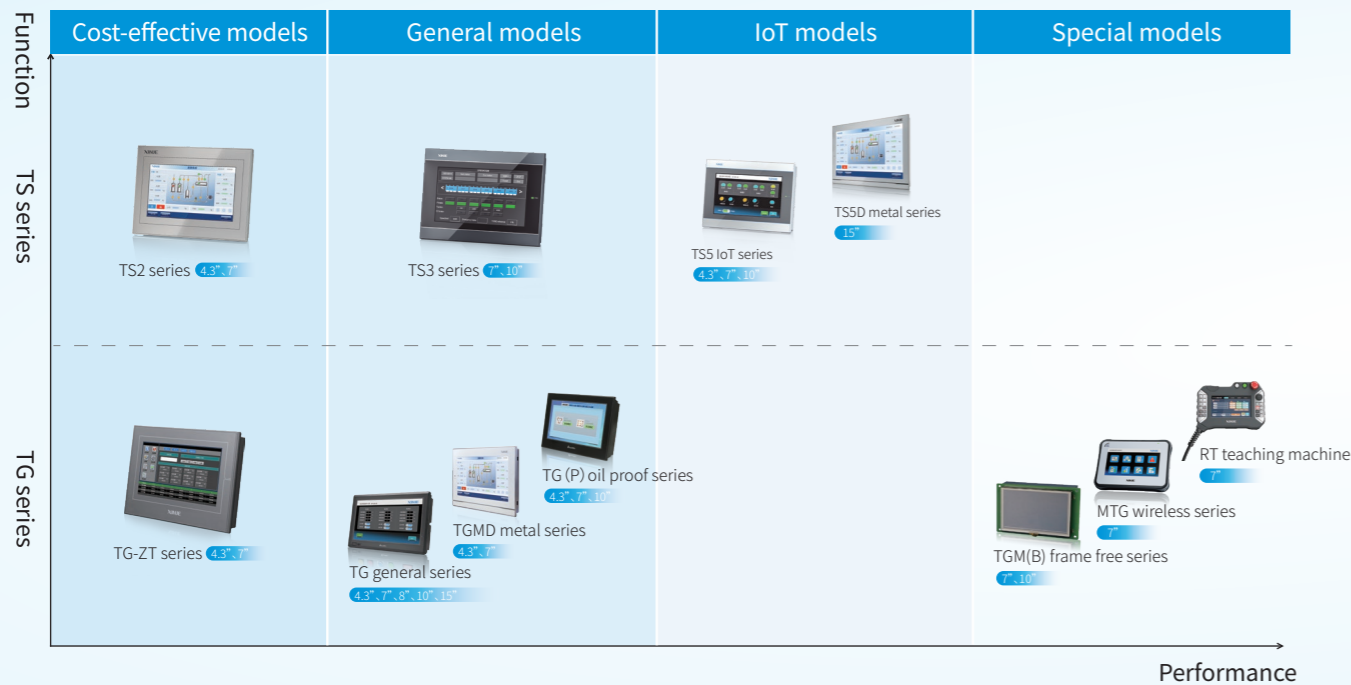 Function
Cost-effective models
General models
IoT models
Special models
TS series
TS2 series 4.3"、7"
TS3 series 7"、10"
TS5 IoT series
4.3"、7"、10"
TS5D metal series
15"
TG series
TG-ZT series 4.3"、7"
TG general series
4.3"、7"、8"、10"、15"
TGMD metal series
4.3"、7"
TG (P) oil proof series
4.3"、7"、10"
TGM(B) frame free series
7"、10"
MTG wireless series
7"
RT teaching machine
7"
Performance